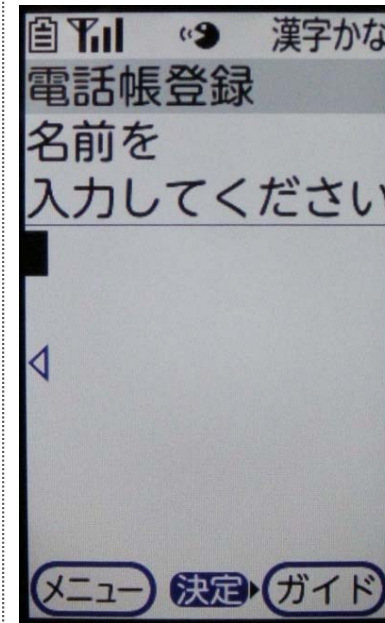 漢字かな
電話帳登録
名前を
入力してください
メニュー 決定 ガイド